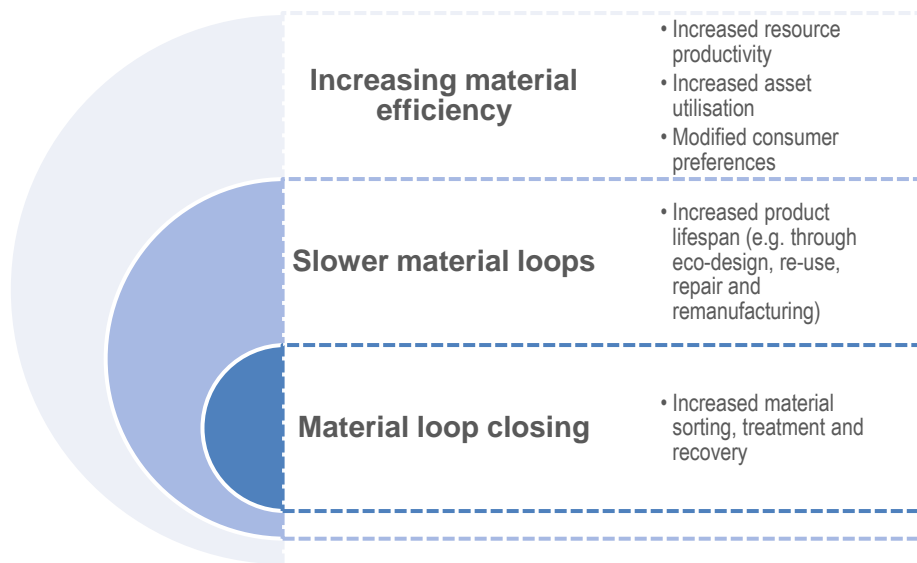 Increasing material
efficiency
• Increased resource
productivity
• Increased asset
utilisation
• Modified consumer
preferences
Slower material loops
• Increased product
lifespan (e.g. through
eco-design, re-use,
repair and
remanufacturing)
Material loop closing
• Increased material
sorting, treatment and
recovery